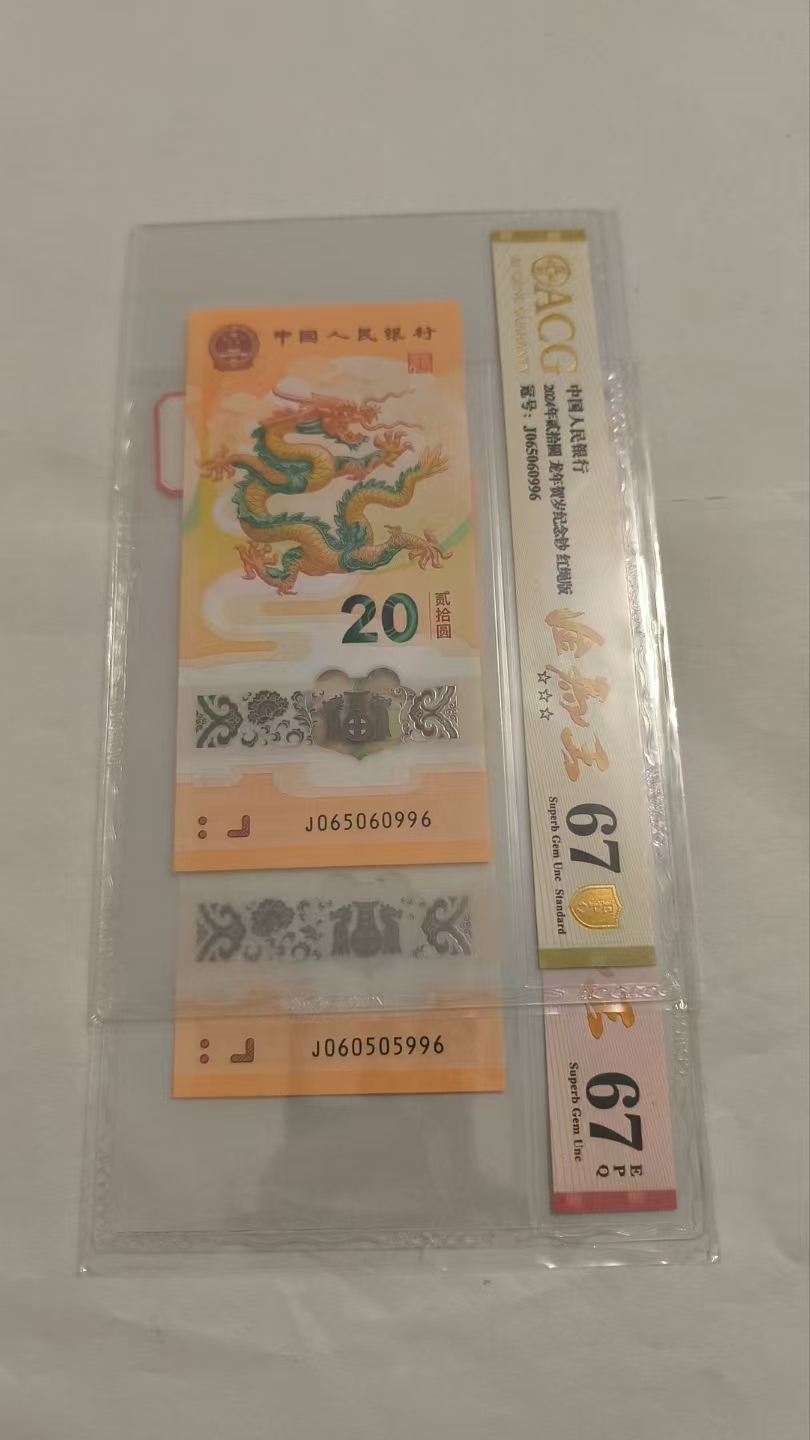 中国人民银行
20
贰拾圆
J065060996
J060505996
ACG
中国人民银行
2024年贰拾圆 龙年贺岁纪念钞 红绳版
冠号: J065060996
☆☆☆
67
Superb Gem Unc Standard
67
EPQ
Superb Gem Unc